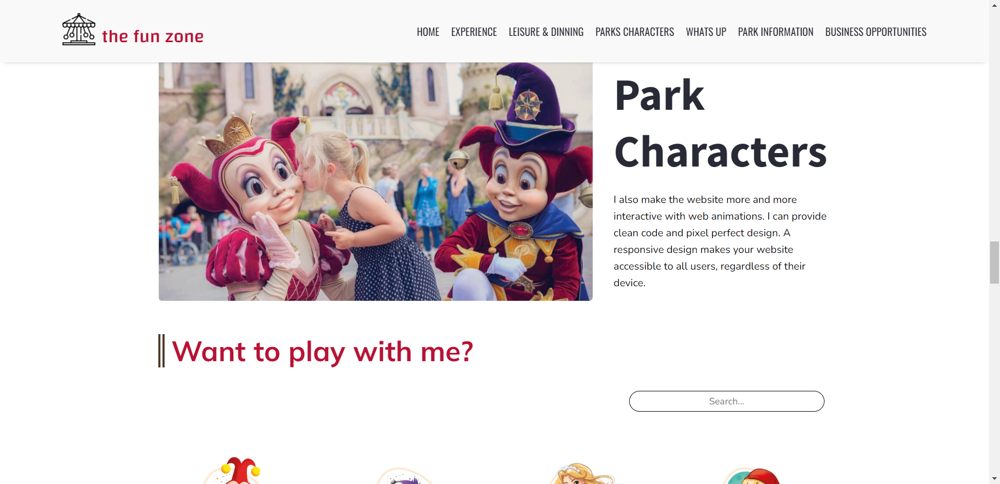 the fun zone
HOME EXPERIENCE LEISURE & DINNING PARKS CHARACTERS WHATS UP PARK INFORMATION BUSINESS OPPORTUNITIES
Park
Characters
I also make the website more and more
interactive with web animations. I can provide
clean code and pixel perfect design. A
responsive design makes your website
accessible to all users, regardless of their
device.
Want to play with me?
Search...